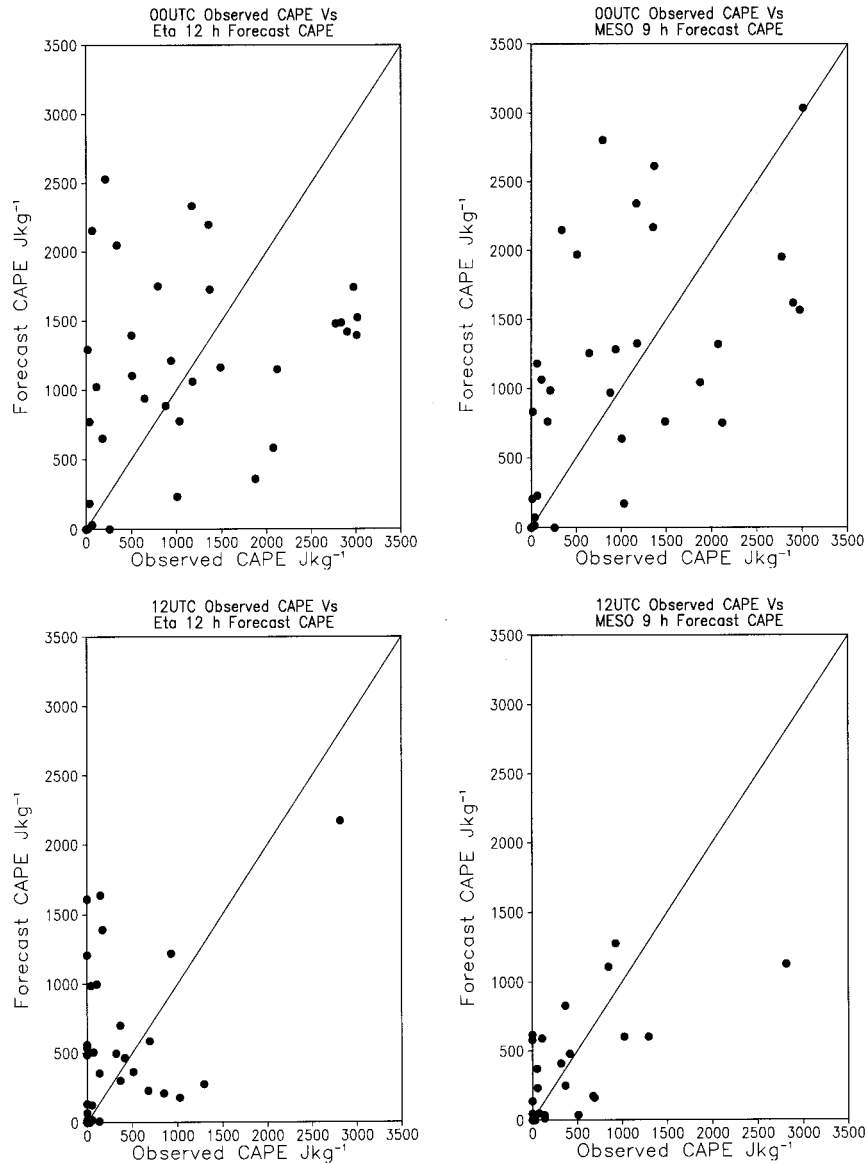 00UTC Observed CAPE Vs
Eta 12 h Forecast CAPE
3500
3000
2500
2000
1500
1000
500
0
Forecast CAPE Jkg⁻¹
0 500 1000 1500 2000 2500 3000 3500
Observed CAPE Jkg⁻¹
00UTC Observed CAPE Vs
MESO 9 h Forecast CAPE
3500
3000
2500
2000
1500
1000
500
0
Forecast CAPE Jkg⁻¹
0 500 1000 1500 2000 2500 3000 3500
Observed CAPE Jkg⁻¹
12UTC Observed CAPE Vs
Eta 12 h Forecast CAPE
3500
3000
2500
2000
1500
1000
500
0
Forecast CAPE Jkg⁻¹
0 500 1000 1500 2000 2500 3000 3500
Observed CAPE Jkg⁻¹
12UTC Observed CAPE Vs
MESO 9 h Forecast CAPE
3500
3000
2500
2000
1500
1000
500
0
Forecast CAPE Jkg⁻¹
0 500 1000 1500 2000 2500 3000 3500
Observed CAPE Jkg⁻¹